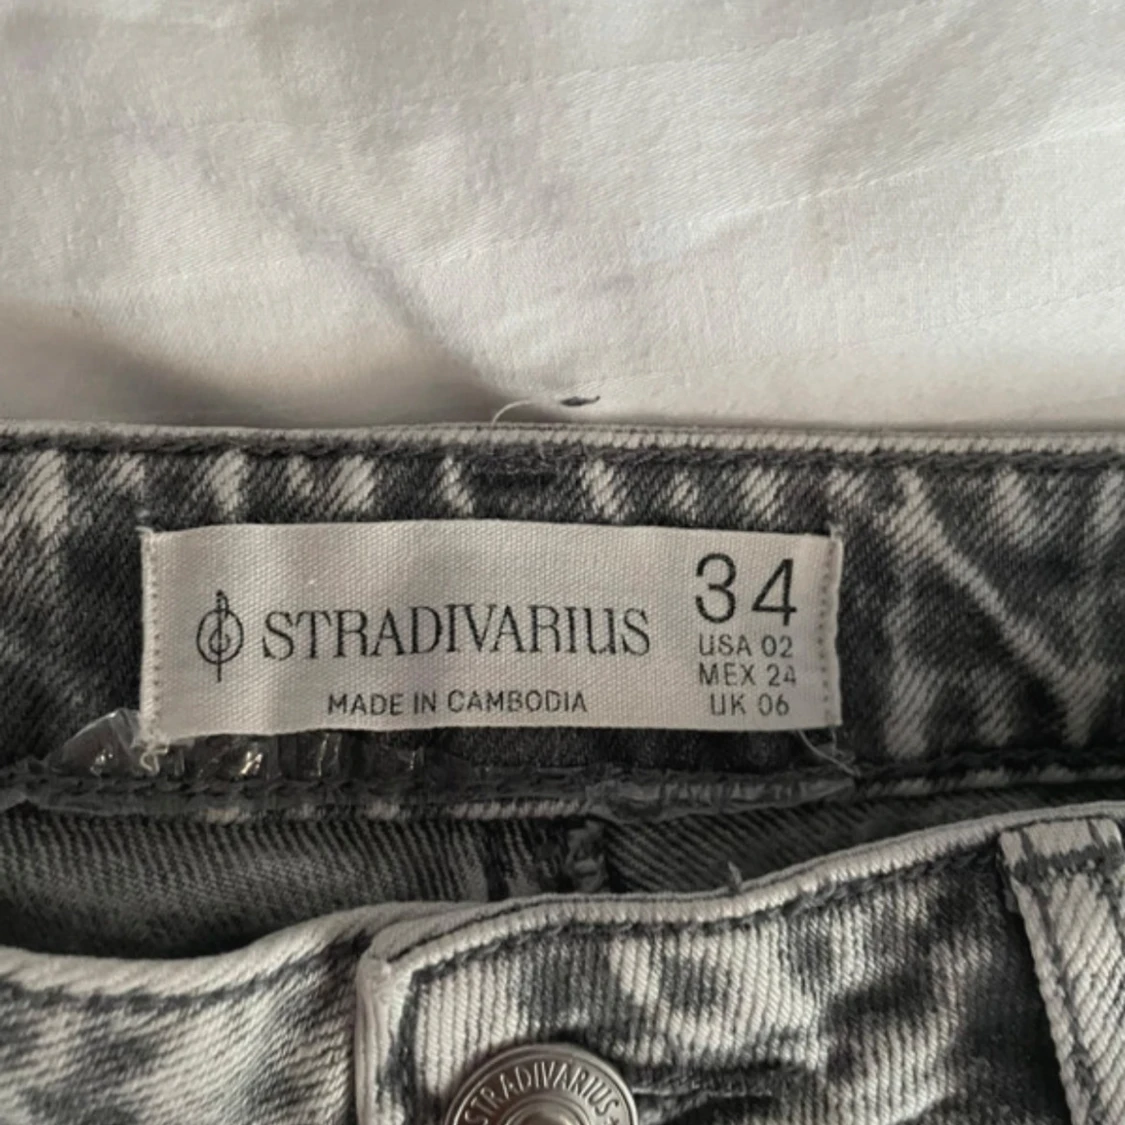 STRADIVARIUS
MADE IN CAMBODIA
34
USA 02
MEX 24
UK 06
STRADIVARIUS